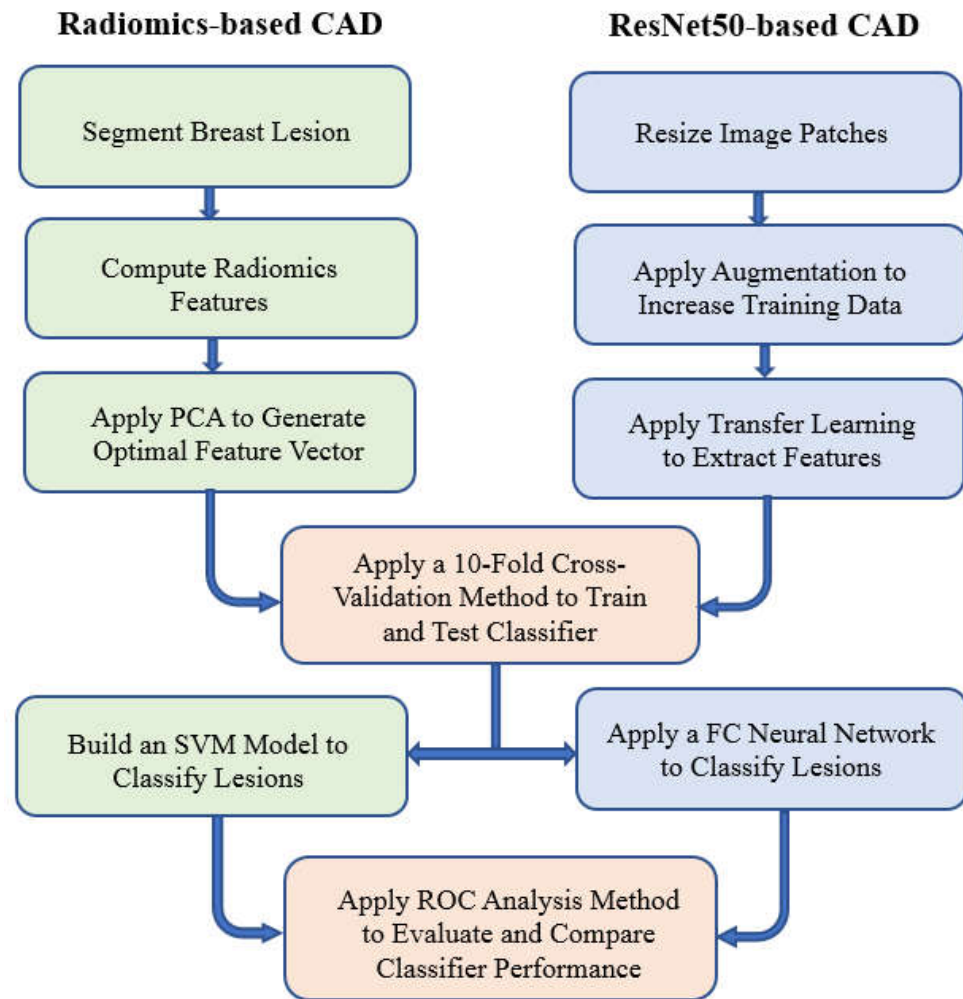 Radiomics-based CAD
ResNet50-based CAD
Segment Breast Lesion
Resize Image Patches
Compute Radiomics
Features
Apply Augmentation to
Increase Training Data
Apply PCA to Generate
Optimal Feature Vector
Apply Transfer Learning
to Extract Features
Apply a 10-Fold Cross-
Validation Method to Train
and Test Classifier
Build an SVM Model to
Classify Lesions
Apply a FC Neural Network
to Classify Lesions
Apply ROC Analysis Method
to Evaluate and Compare
Classifier Performance